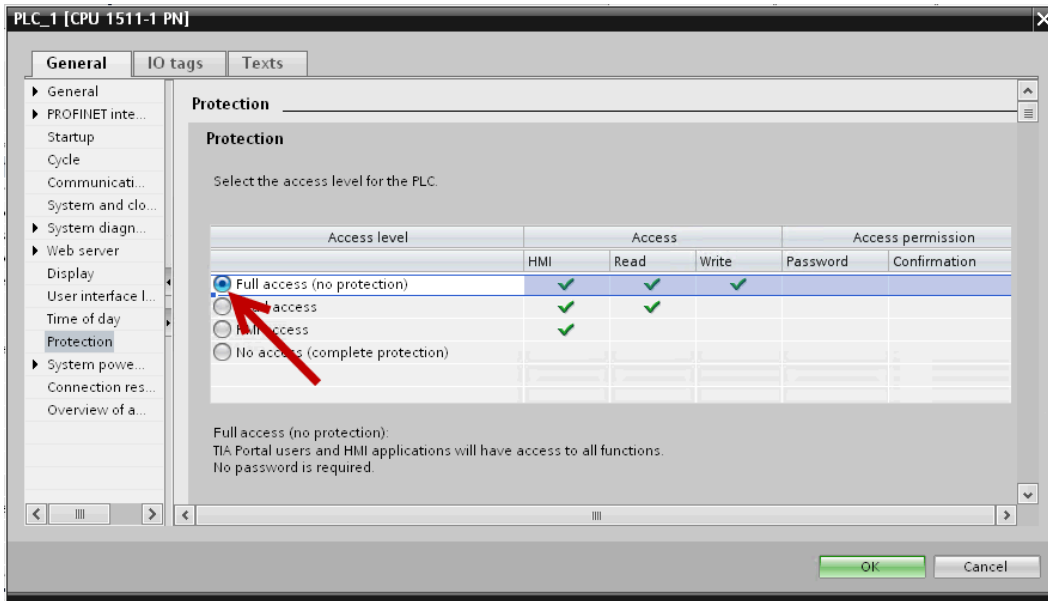 PLC_1 [CPU 1511-1 PN]
General IO tags Texts
General
PROFINET inte...
Startup
Cycle
Communicati...
System and clo...
System diagn...
Web server
Display
User interface l...
Time of day
Protection
System powe...
Connection res...
Overview of a...
Protection
Protection
Select the access level for the PLC.
Access level Access Access permission
HMI Read Write Password Confirmation
Full access (no protection)
access
access
No access (complete protection)
Full access (no protection):
TIA Portal users and HMI applications will have access to all functions.
No password is required.
OK Cancel